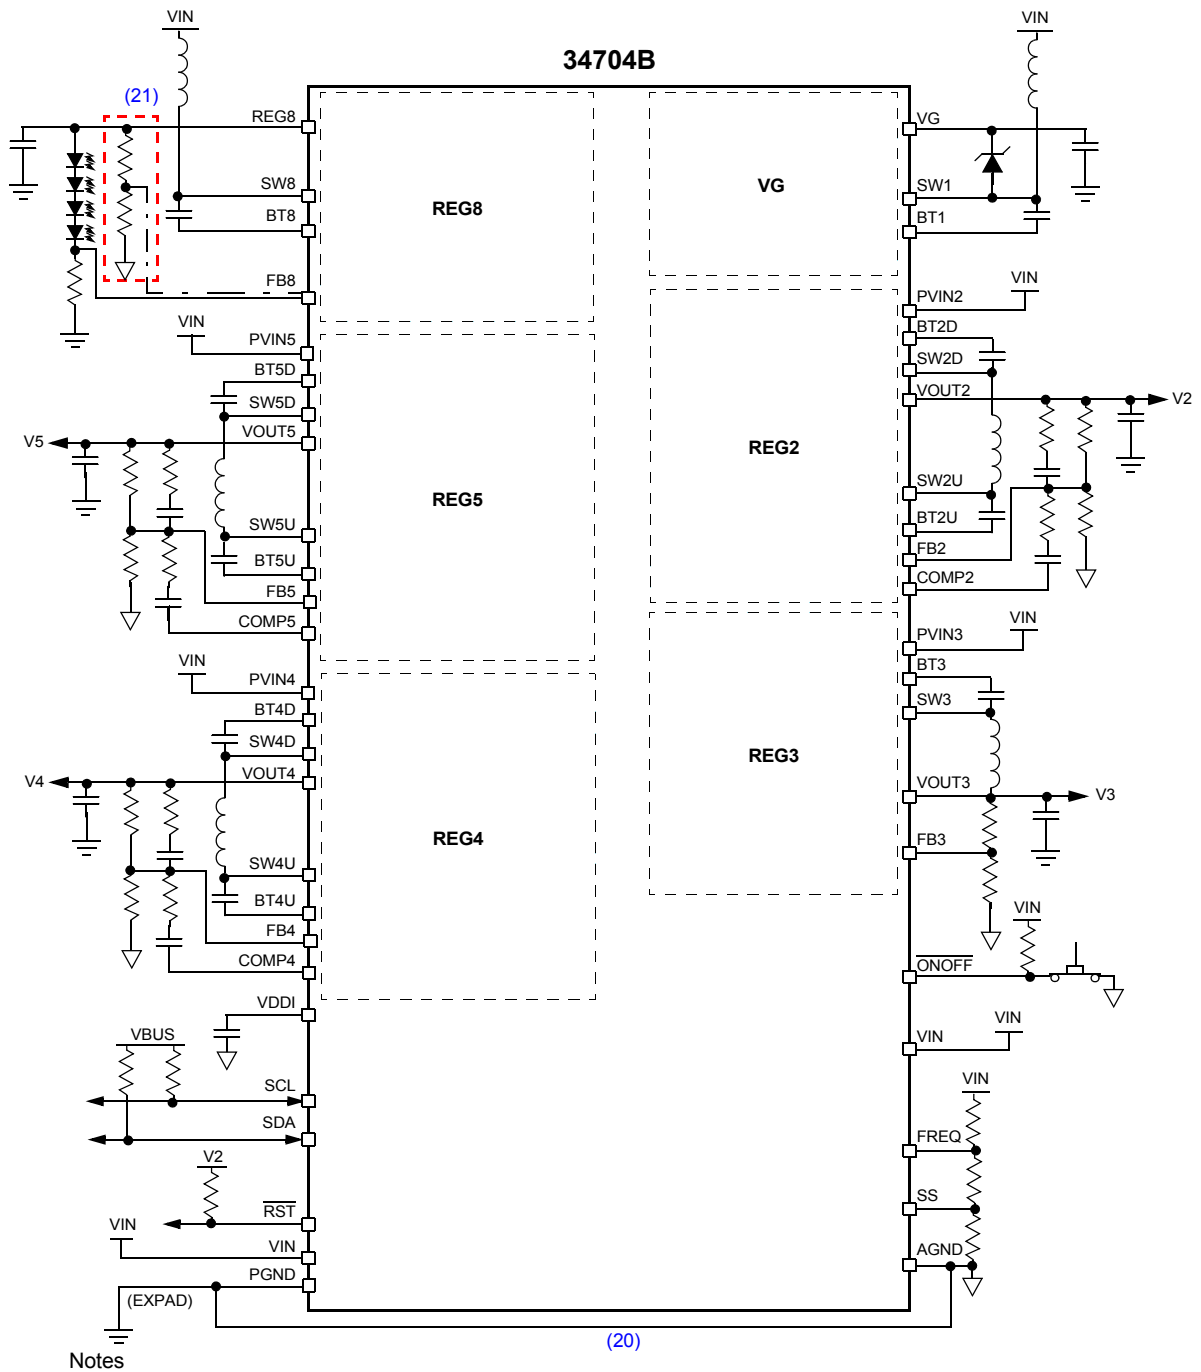 VIN
VIN
34704B
(21)
REG8
VG
SW8
BT8
REG8
VG
SW1
BT1
FB8
VIN
PVIN5
BT5D
SW5D
VOUT5
V5
REG5
SW5U
BT5U
FB5
COMP5
VIN
PVIN2
BT2D
SW2D
VOUT2
V2
REG2
SW2U
BT2U
FB2
COMP2
VIN
PVIN4
BT4D
SW4D
VOUT4
V4
REG4
SW4U
BT4U
FB4
COMP4
VIN
PVIN3
BT3
SW3
REG3
VOUT3
V3
FB3
VIN
ONOFF
VDDI
VBUS
SCL
SDA
V2
RST
VIN
VIN
PGND
(EXPAD)
VIN
VIN
VIN
FREQ
SS
AGND
(20)
Notes